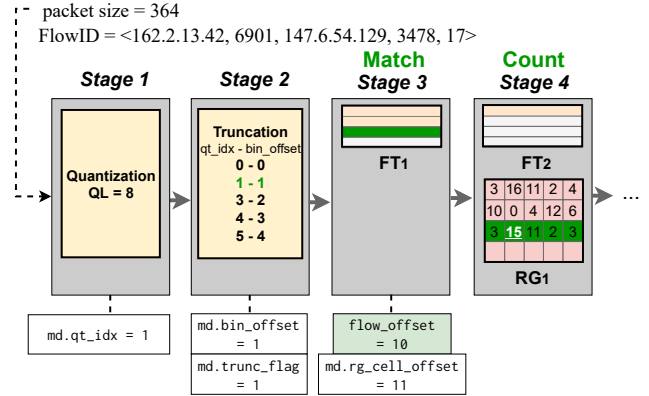 packet size = 364
FlowID = <162.2.13.42, 6901, 147.6.54.129, 3478, 17>
Match
Count
Stage 1
Stage 2
Stage 3
Stage 4
Quantization
QL = 8
Truncation
qt_idx - bin_offset
0 - 0
1 - 1
3 - 2
4 - 3
5 - 4
FT1
FT2
3 16 11 2 4
10 0 4 12 6
3 15 11 2 3
RG1
...
md.qt_idx = 1
md.bin_offset
= 1
md.trunc_flag
= 1
flow_offset
= 10
md.rg_cell_offset
= 11